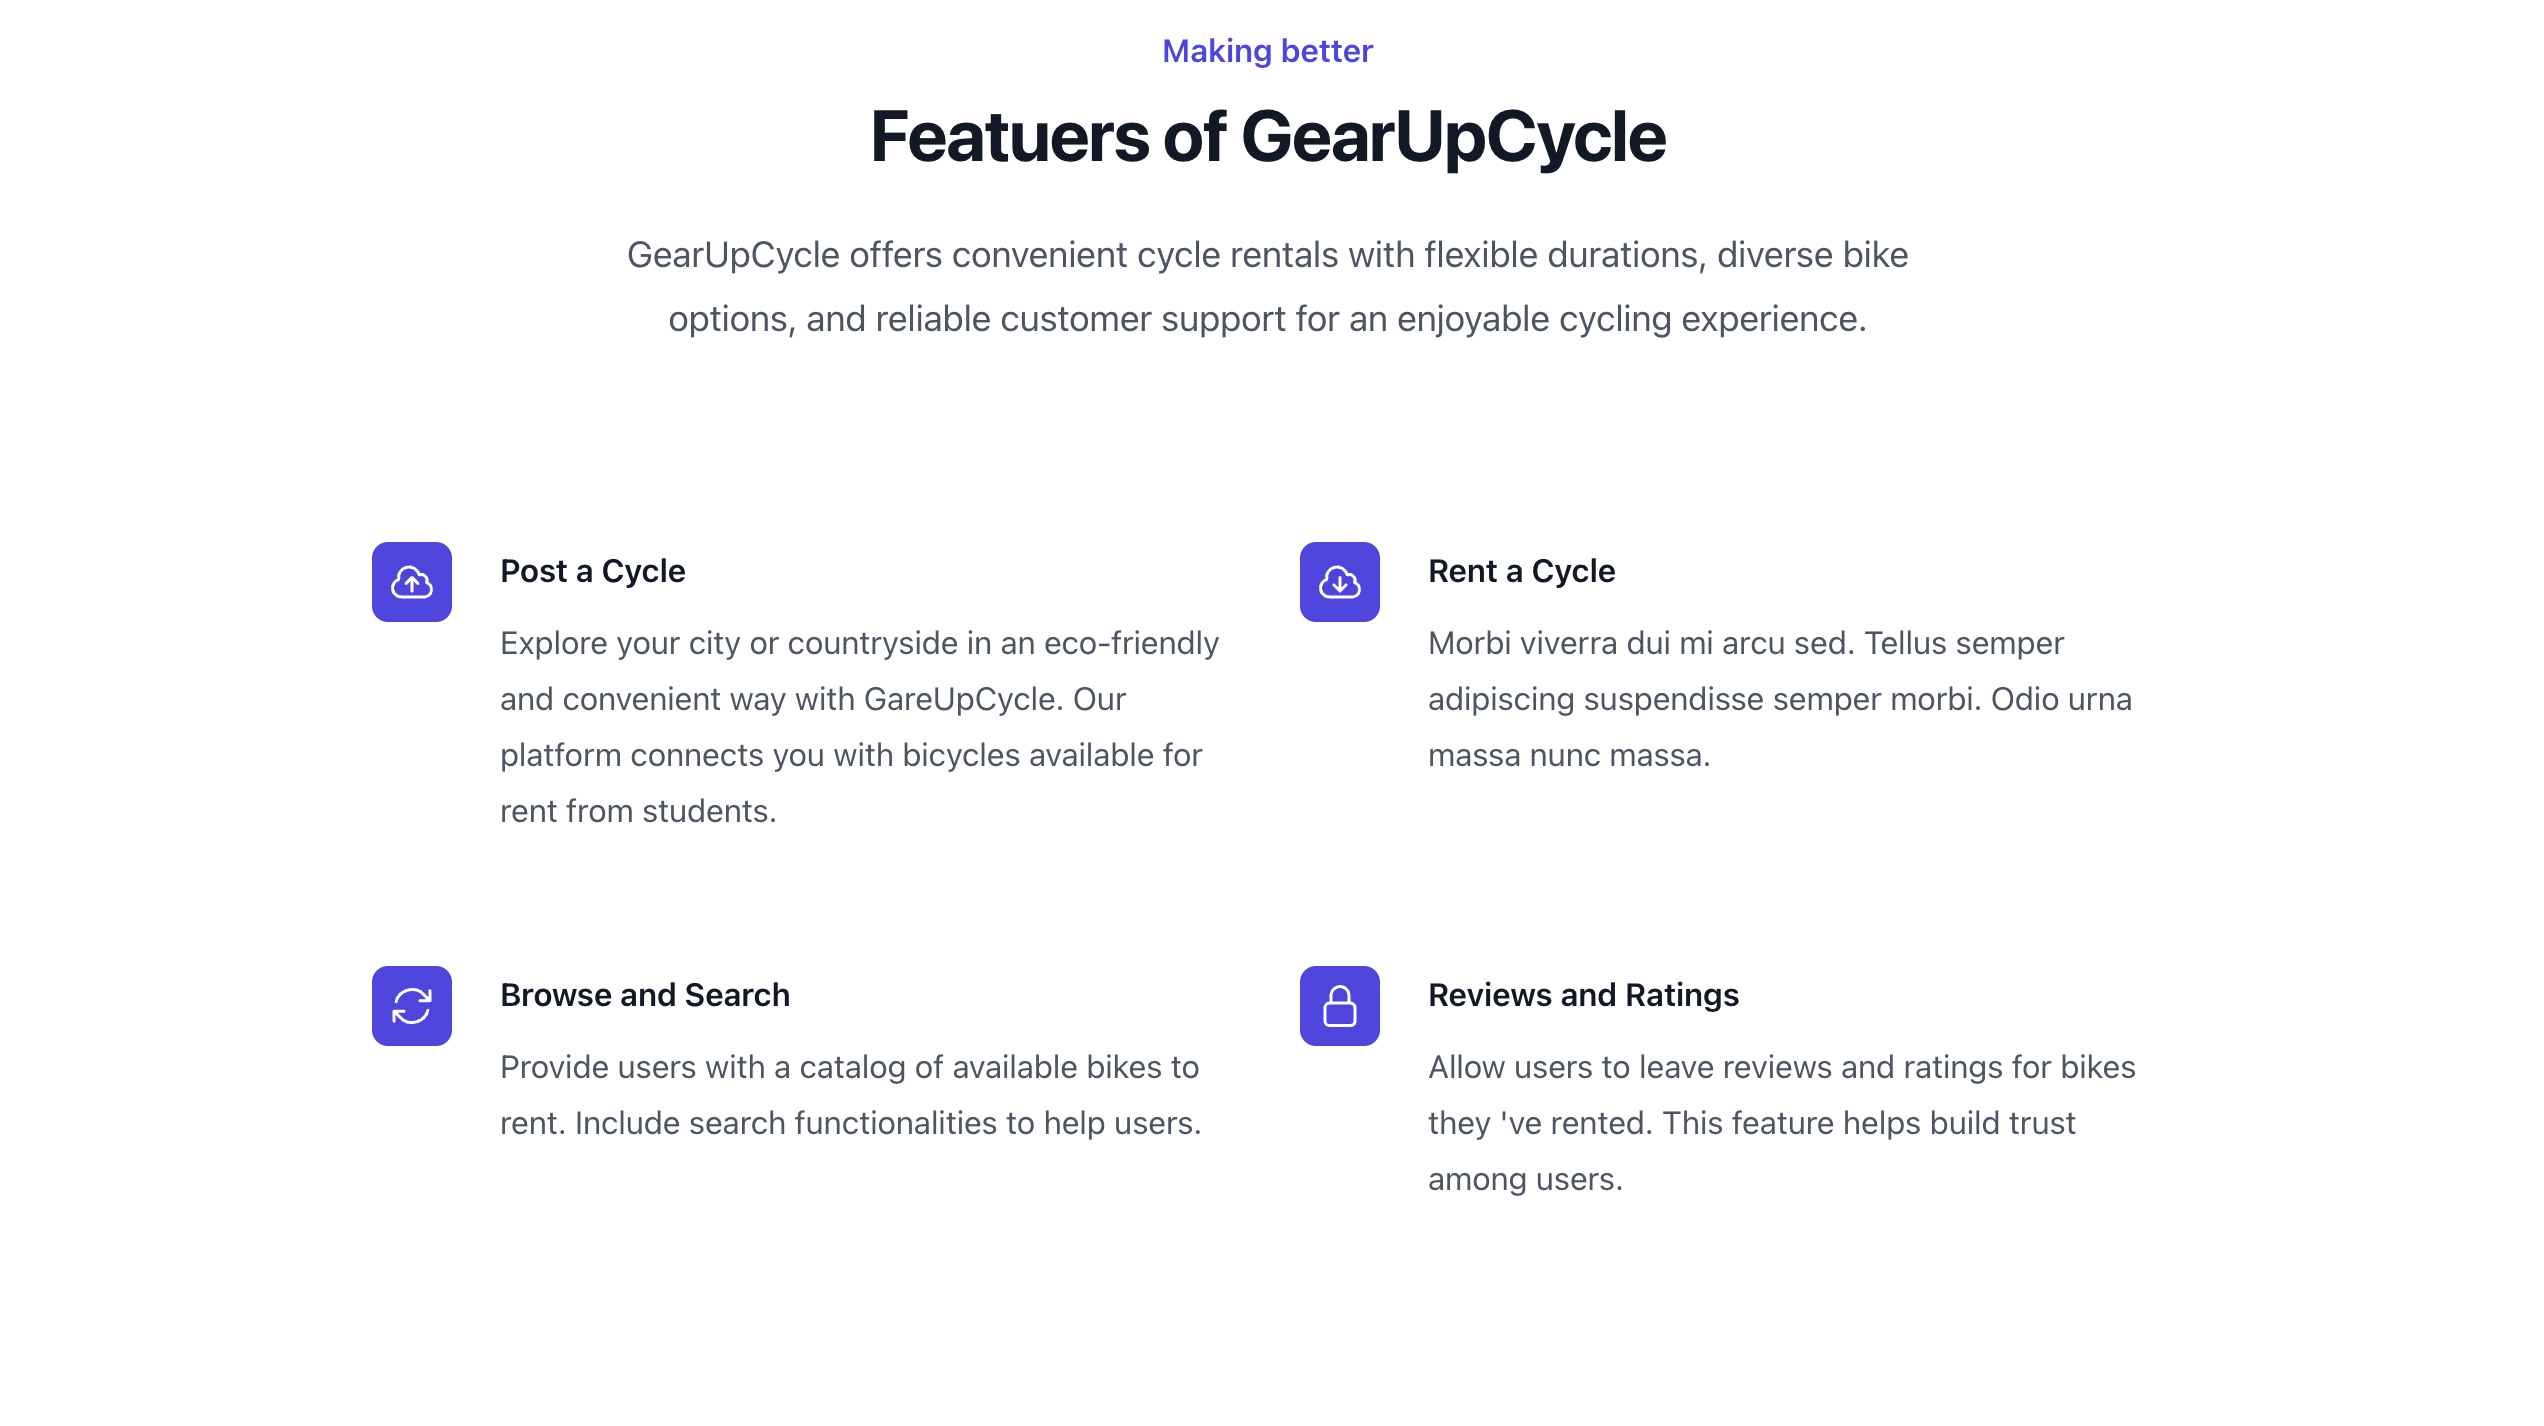 Making better
Featuers of GearUpCycle
GearUpCycle offers convenient cycle rentals with flexible durations, diverse bike
options, and reliable customer support for an enjoyable cycling experience.
Post a Cycle
Explore your city or countryside in an eco-friendly
and convenient way with GareUpCycle. Our
platform connects you with bicycles available for
rent from students.
Rent a Cycle
Morbi viverra dui mi arcu sed. Tellus semper
adipiscing suspendisse semper morbi. Odio urna
massa nunc massa.
Browse and Search
Provide users with a catalog of available bikes to
rent. Include search functionalities to help users.
Reviews and Ratings
Allow users to leave reviews and ratings for bikes
they 've rented. This feature helps build trust
among users.